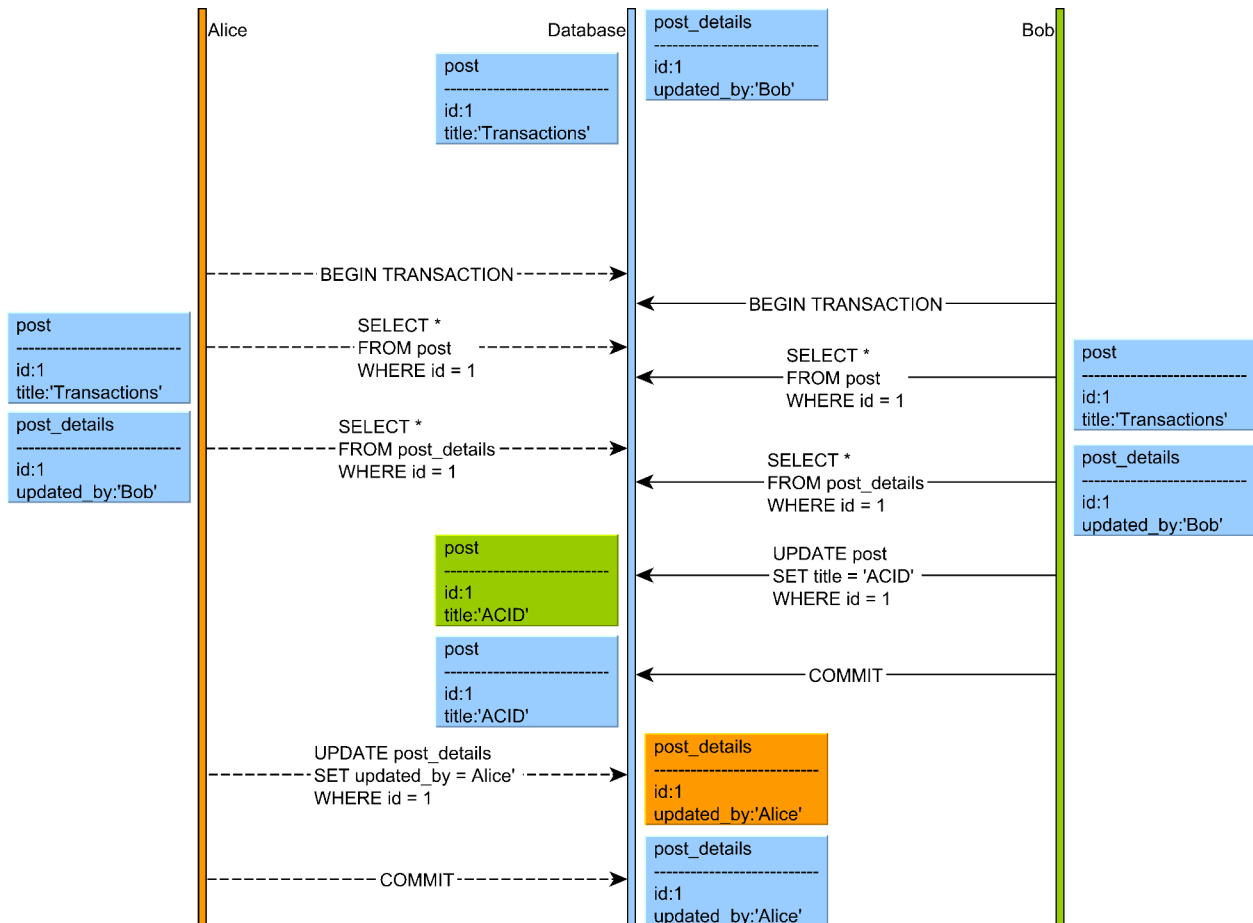 Alice
Database
Bob
post_details
----------------------------
id:1
updated_by:'Bob'
post
----------------------------
id:1
title:'Transactions'
BEGIN TRANSACTION
BEGIN TRANSACTION
post
----------------------------
id:1
title:'Transactions'
SELECT *
FROM post
WHERE id = 1
SELECT *
FROM post
WHERE id = 1
post
----------------------------
id:1
title:'Transactions'
post_details
----------------------------
id:1
updated_by:'Bob'
SELECT *
FROM post_details
WHERE id = 1
SELECT *
FROM post_details
WHERE id = 1
post_details
----------------------------
id:1
updated_by:'Bob'
post
----------------------------
id:1
title:'ACID'
UPDATE post
SET title = 'ACID'
WHERE id = 1
post
----------------------------
id:1
title:'ACID'
COMMIT
UPDATE post_details
SET updated_by = Alice'
WHERE id = 1
post_details
----------------------------
id:1
updated_by:'Alice'
COMMIT
post_details
----------------------------
id:1
updated_by:'Alice'